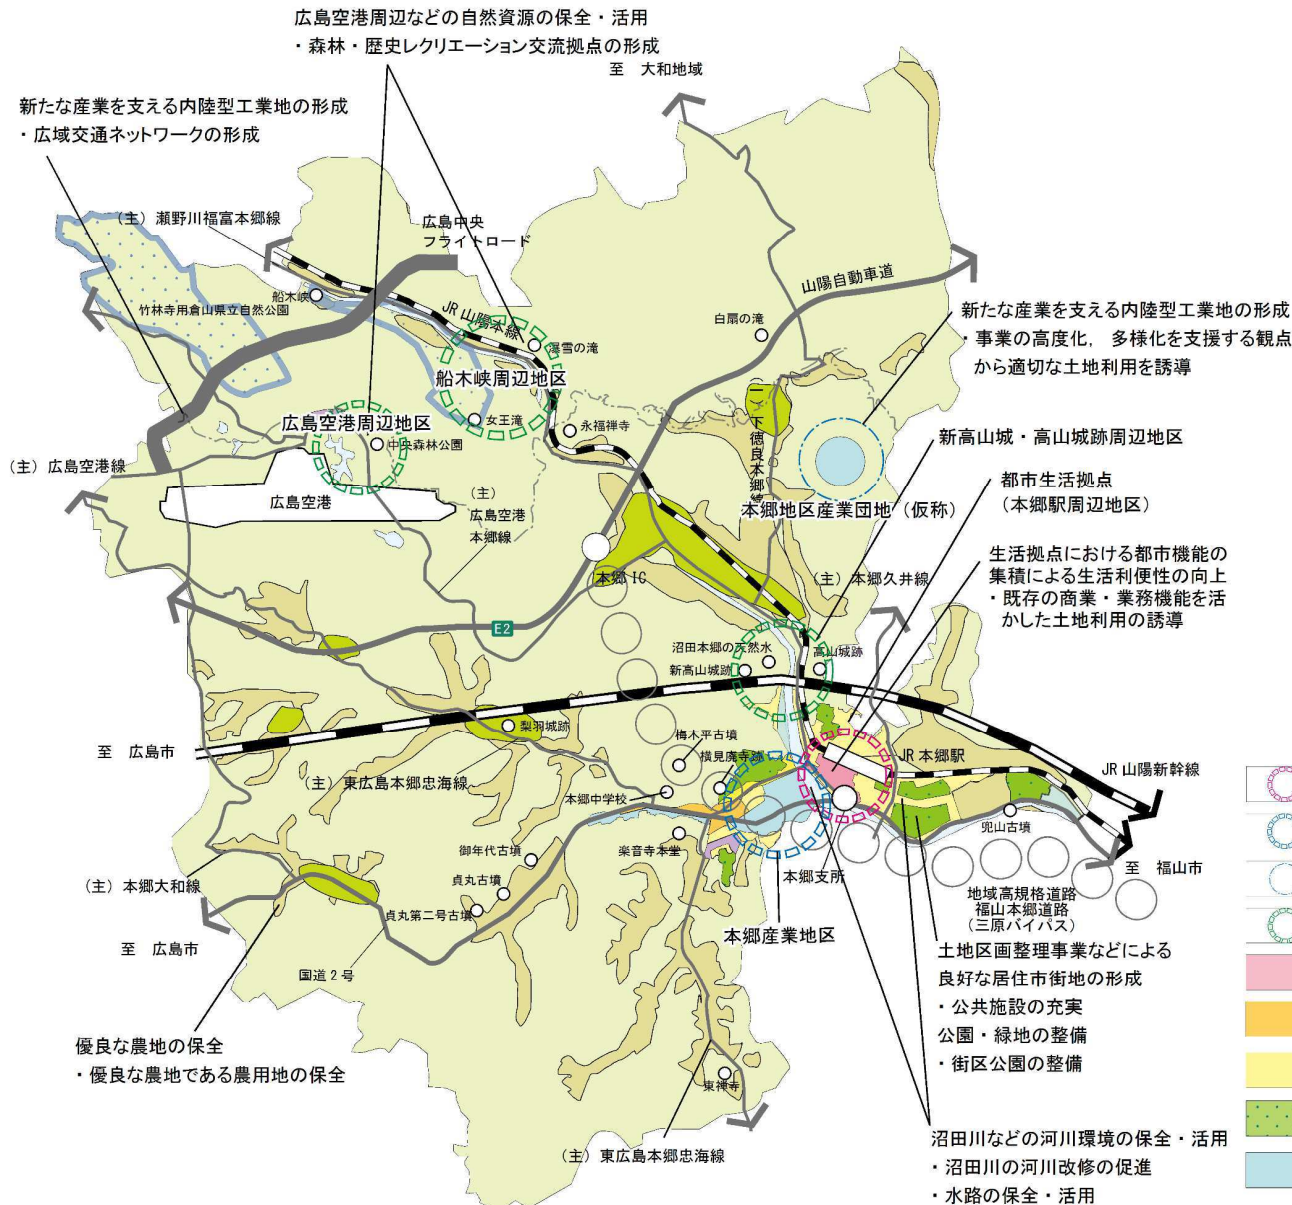 広島空港周辺などの自然資源の保全・活用
・森林・歴史レクリエーション交流拠点の形成
至　大和地域
新たな産業を支える内陸型工業地の形成
・広域交通ネットワークの形成
（主）瀬野川福富本郷線
広島中央
フライトロード
山陽自動車道
船木峡
竹林寺用倉山県立自然公園
JR山陽本線
白扇の滝
瀑雪の滝
新たな産業を支える内陸型工業地の形成
・事業の高度化，多様化を支援する観点
から適切な土地利用を誘導
船木峡周辺地区
女王滝
広島空港周辺地区
中央森林公園
永福禅寺
（一）下徳良本郷線
新高山城・高山城跡周辺地区
（主）広島空港線
広島空港
（主）
広島空港
本郷線
本郷地区産業団地（仮称）
都市生活拠点
（本郷駅周辺地区）
生活拠点における都市機能の
集積による生活利便性の向上
・既存の商業・業務機能を活
かした土地利用の誘導
本郷IC
（主）本郷久井線
E2
沼田本郷の天然水
新高山城跡
高山城跡
梨羽城跡
至　広島市
梅木平古墳
横見廃寺跡
JR本郷駅
JR山陽新幹線
（主）東広島本郷忠海線
本郷中学校
兜山古墳
御年代古墳
楽音寺本堂
本郷支所
至　福山市
（主）本郷大和線
貞丸古墳
貞丸第二号古墳
地域高規格道路
福山本郷道路
（三原バイパス）
至　広島市
本郷産業地区
国道2号
土地区画整理事業などによる
良好な居住市街地の形成
・公共施設の充実
公園・緑地の整備
・街区公園の整備
優良な農地の保全
・優良な農地である農用地の保全
東禅寺
（主）東広島本郷忠海線
沼田川などの河川環境の保全・活用
・沼田川の河川改修の促進
・水路の保全・活用